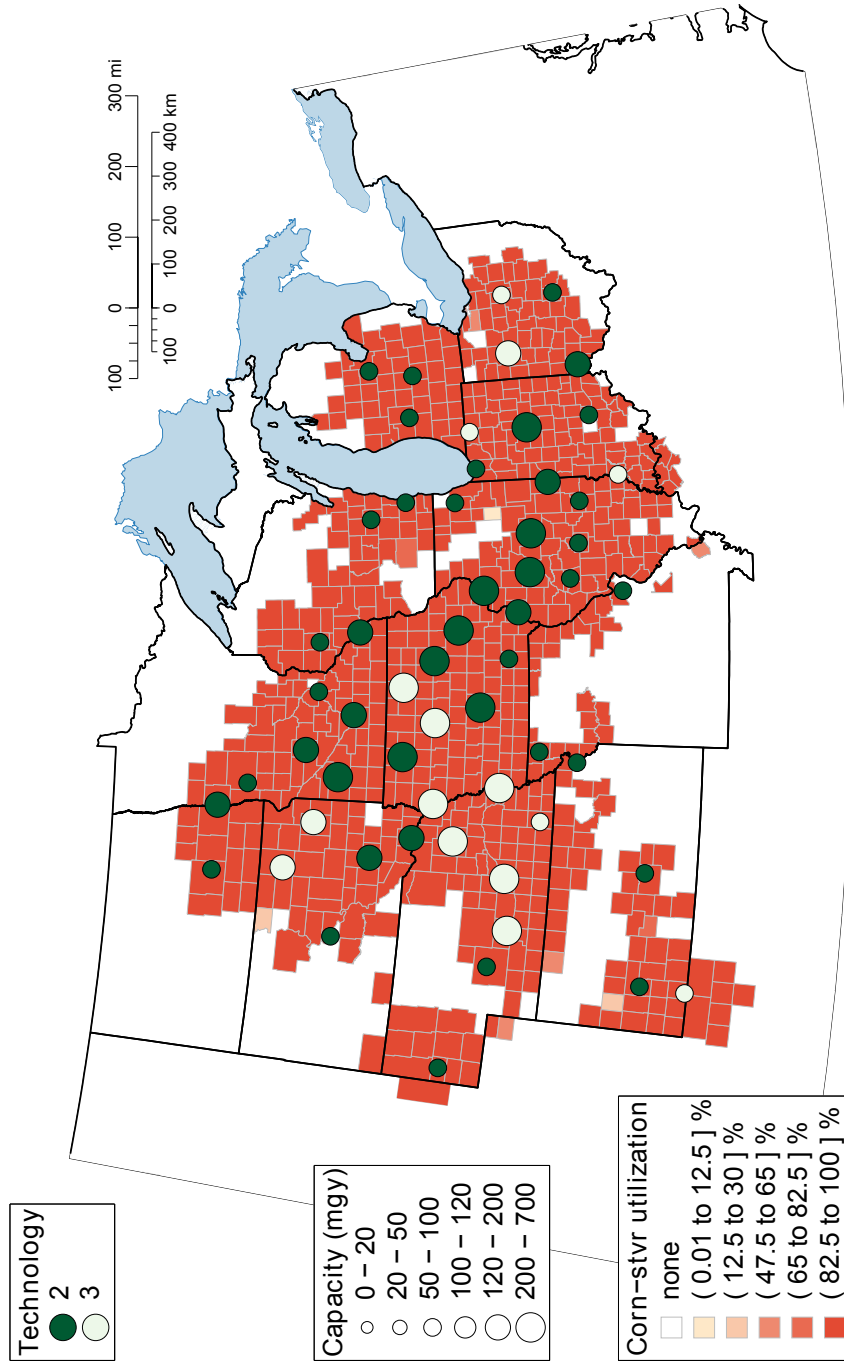 Technology
2
3
Capacity (mgy)
0 − 20
20 − 50
50 − 100
100 − 120
120 − 200
200 − 700
Corn−stvr utilization
none
( 0.01 to 12.5 ] %
( 12.5 to 30 ] %
( 47.5 to 65 ] %
( 65 to 82.5 ] %
( 82.5 to 100 ] %
100 0 100 200 300 mi
100 0 100 200 300 400 km